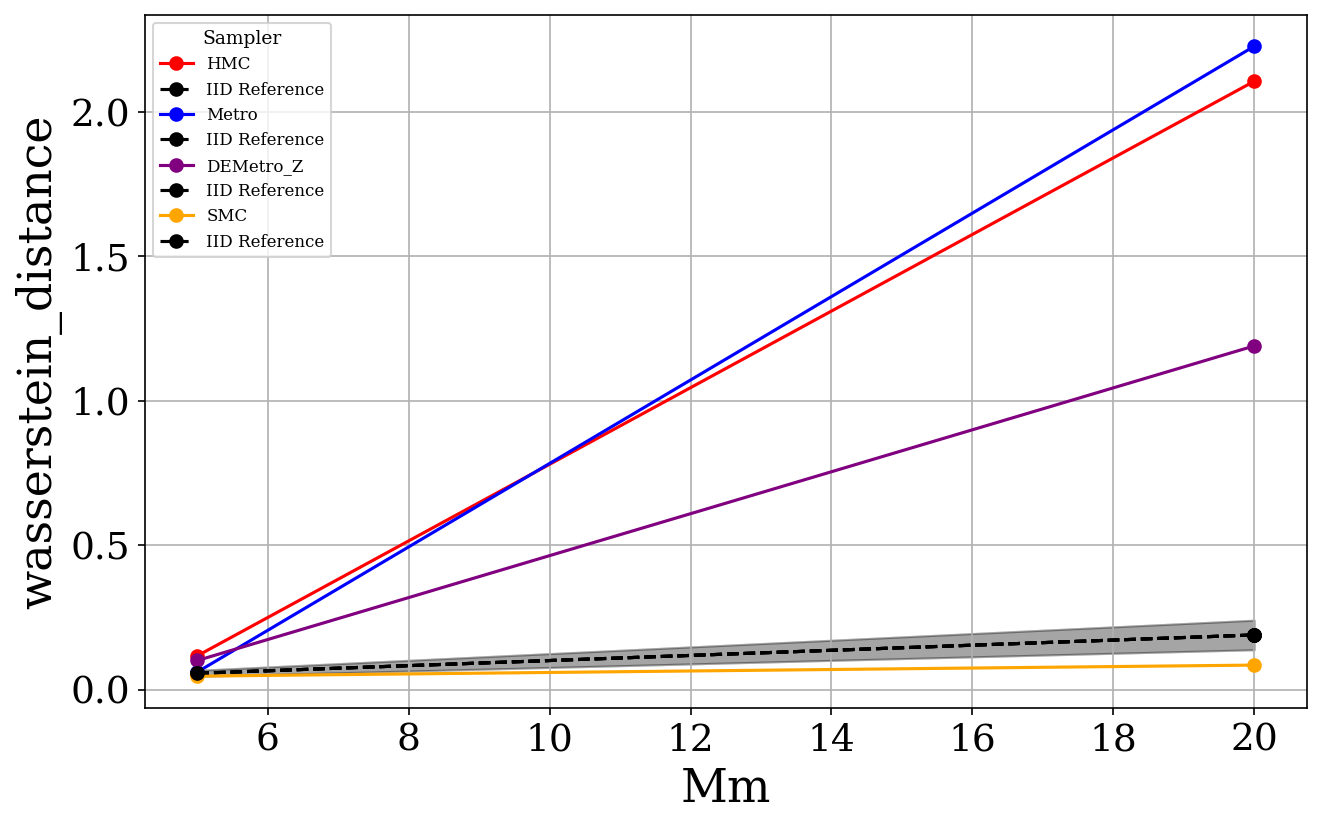 Sampler
HMC
IID Reference
Metro
IID Reference
DEMetro_Z
IID Reference
SMC
IID Reference
wasserstein_distance
2.0
1.5
1.0
0.5
0.0
6 8 10 12 14 16 18 20
Mm